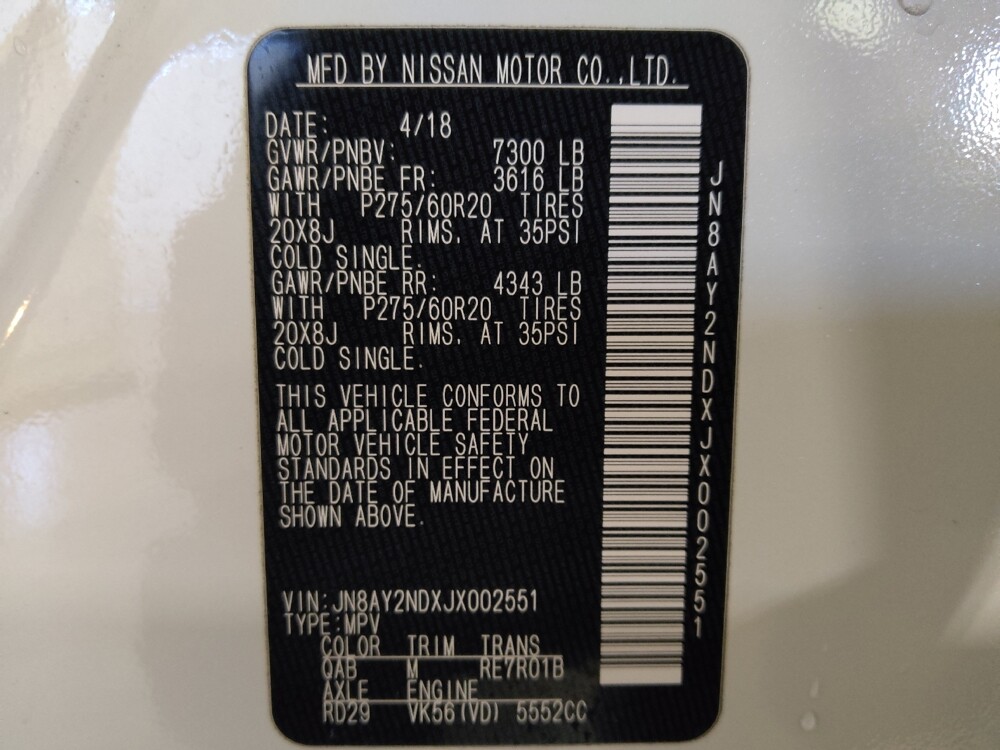 MFD BY NISSAN MOTOR CO.,LTD.
DATE: 4/18
GVWR/PNBV: 7300 LB
GAWR/PNBE FR: 3616 LB
WITH P275/60R20 TIRES
20X8J RIMS. AT 35PSI
COLD SINGLE.
GAWR/PNBE RR: 4343 LB
WITH P275/60R20 TIRES
20X8J RIMS. AT 35PSI
COLD SINGLE.
THIS VEHICLE CONFORMS TO
ALL APPLICABLE FEDERAL
MOTOR VEHICLE SAFETY
STANDARDS IN EFFECT ON
THE DATE OF MANUFACTURE
SHOWN ABOVE.
VIN:JN8AY2NDXJX002551
TYPE:MPV
COLOR TRIM TRANS
QAB M RE7R01B
AXLE ENGINE
RD29 VK56(VD) 5552CC
JN8AY2NDXJX002551